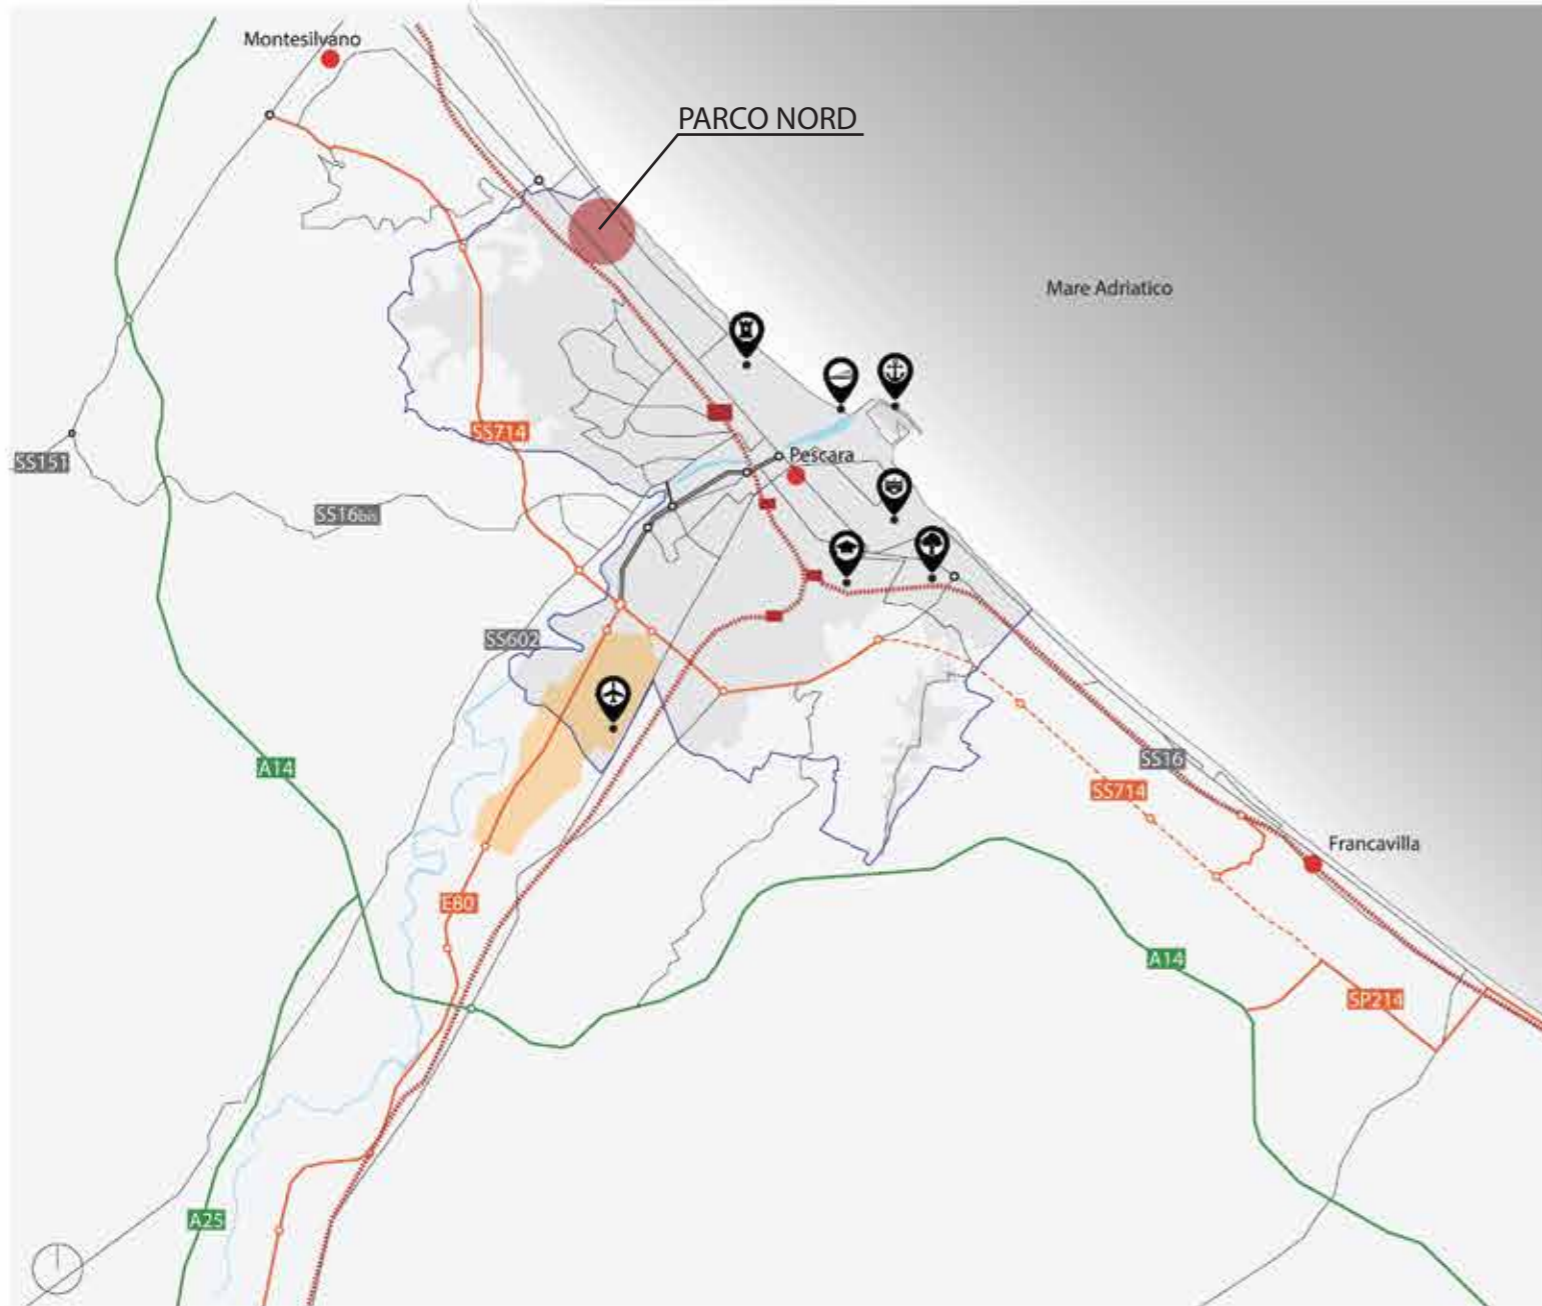 Montesilvano
PARCO NORD
Mare Adriatico
SS714
Pescara
SS151
SS16bis
SS602
SS16
A14
SS714
Francavilla
E80
A14
SP214
A25